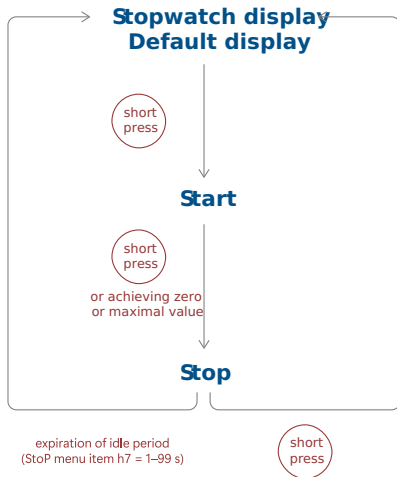 Stopwatch display
Default display
short
press
Start
short
press
or achieving zero
or maximal value
Stop
expiration of idle period
(StoP menu item h7 = 1–99 s)
short
press